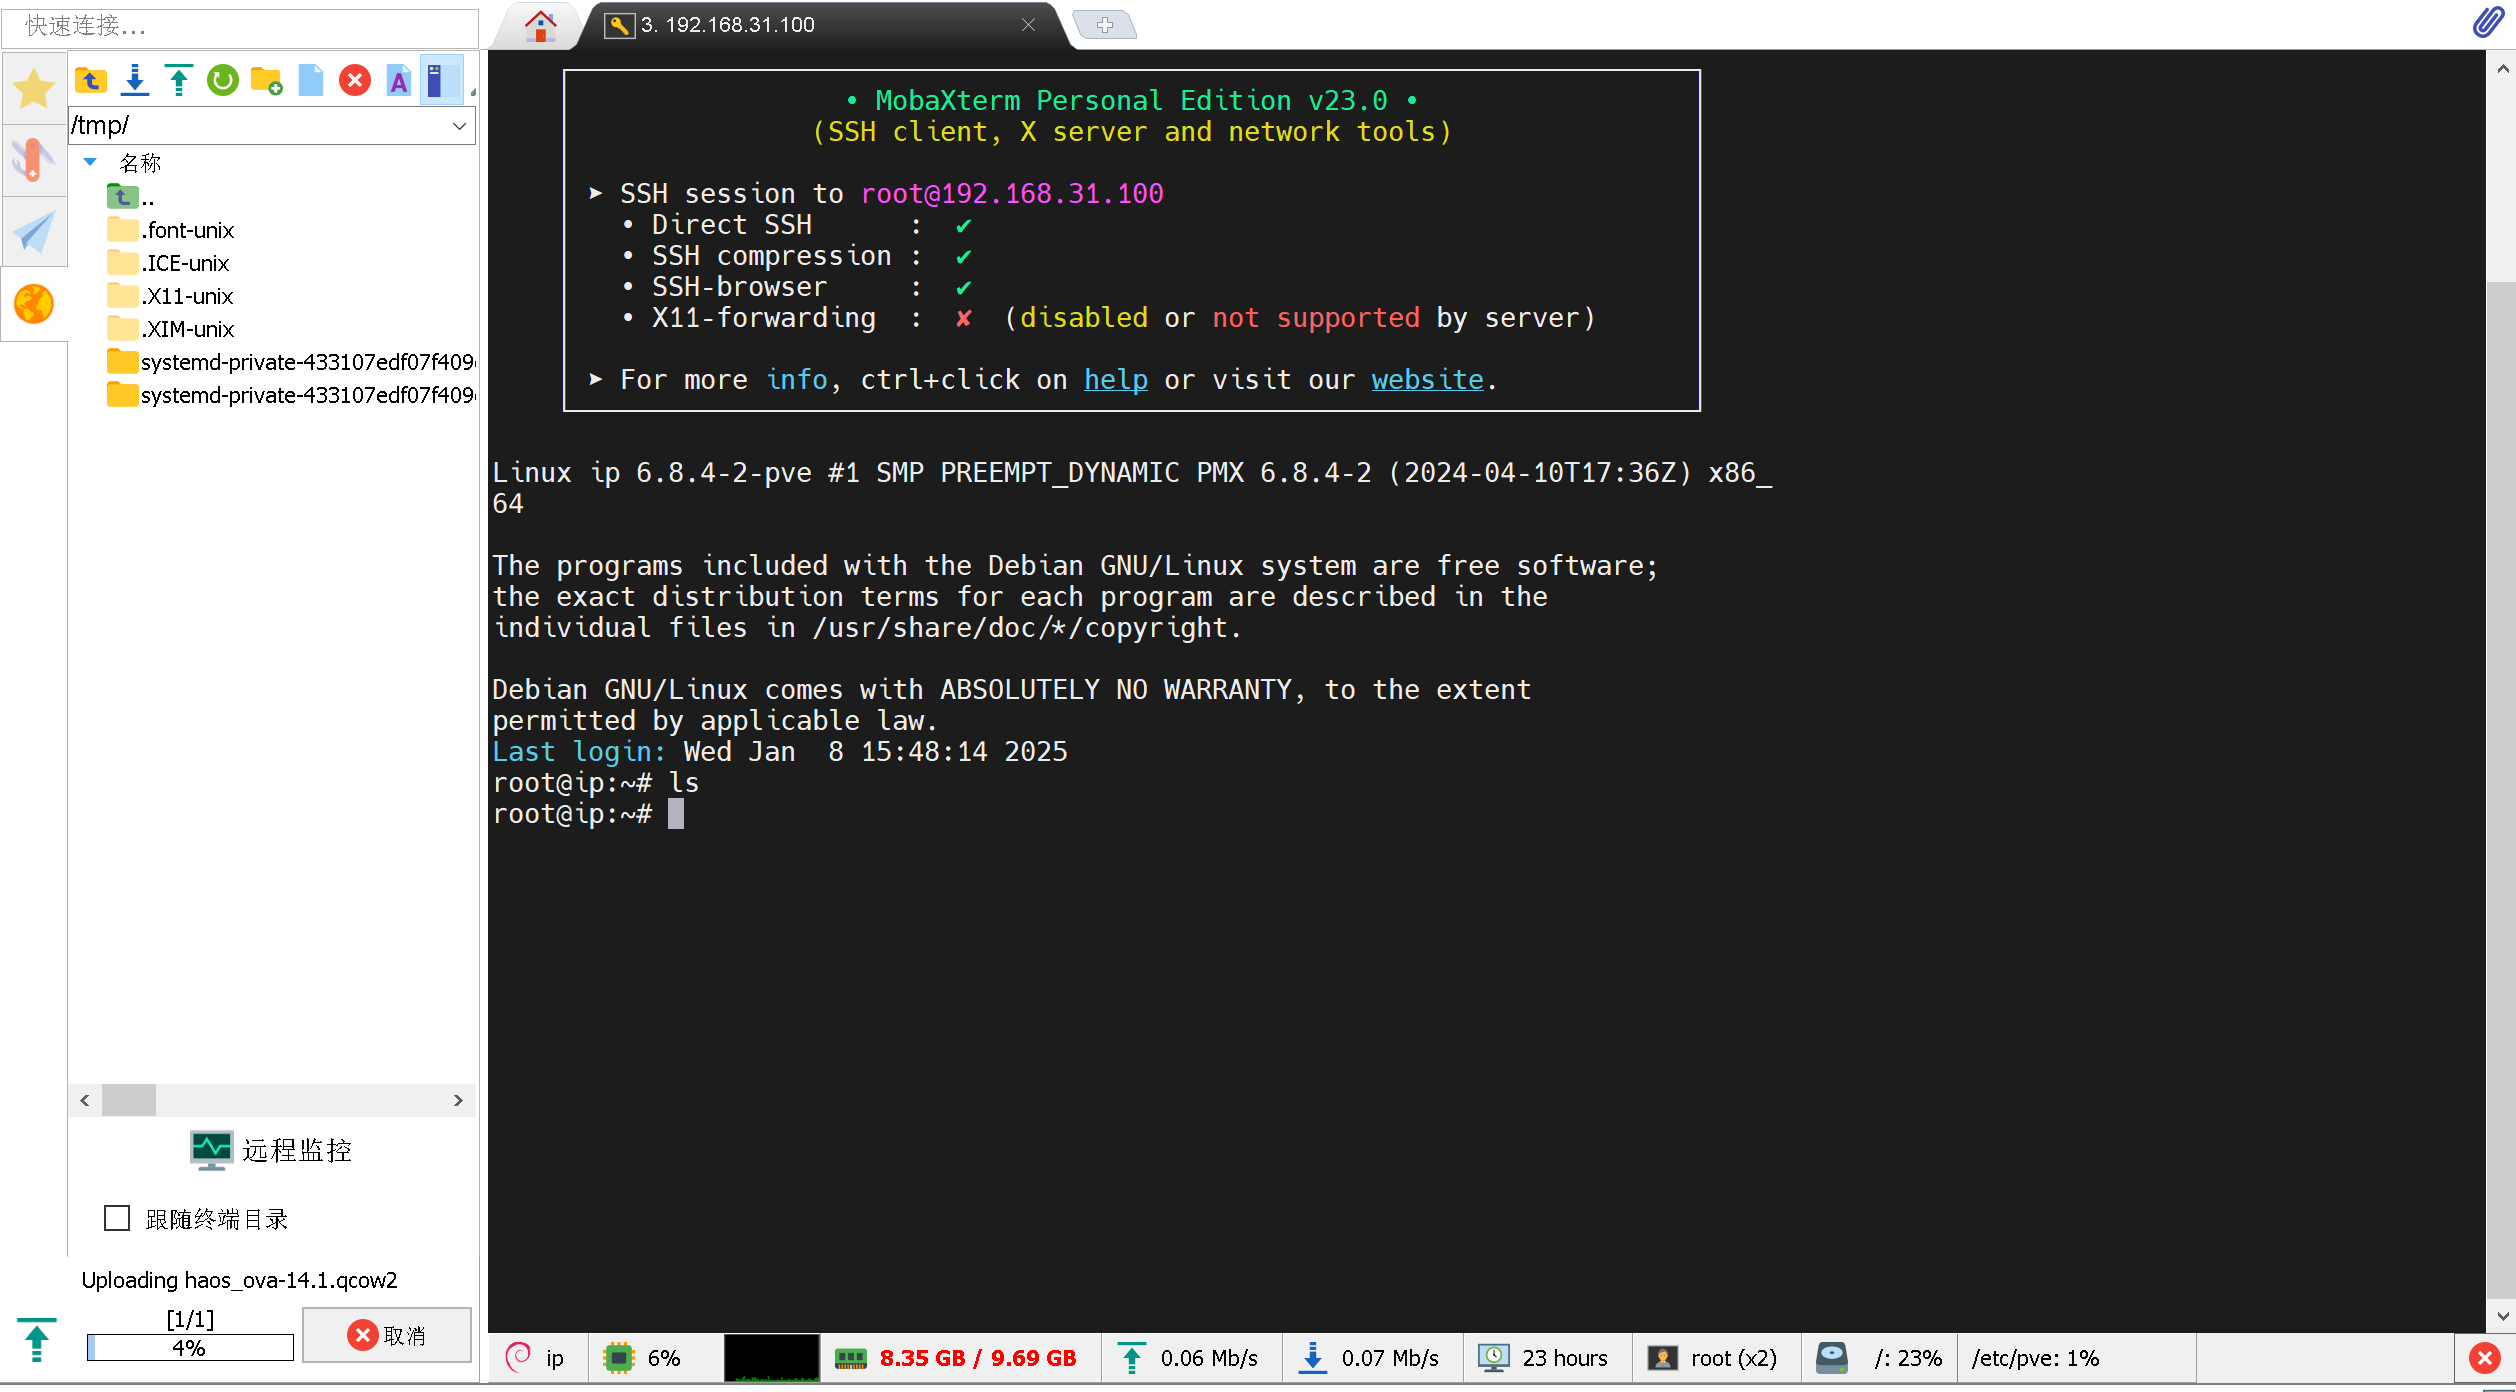 快速连接...
3. 192.168.31.100
/tmp/
名称
..
.font-unix
.ICE-unix
.X11-unix
.XIM-unix
systemd-private-433107edf07f409
systemd-private-433107edf07f409
远程监控
跟随终端目录
Uploading haos_ova-14.1.qcow2
[1/1]
4%
取消
• MobaXterm Personal Edition v23.0 •
(SSH client, X server and network tools)
➤ SSH session to root@192.168.31.100
• Direct SSH : ✔
• SSH compression : ✔
• SSH-browser : ✔
• X11-forwarding : ✘ (disabled or not supported by server)
➤ For more info, ctrl+click on help or visit our website.
Linux ip 6.8.4-2-pve #1 SMP PREEMPT_DYNAMIC PMX 6.8.4-2 (2024-04-10T17:36Z) x86_
64
The programs included with the Debian GNU/Linux system are free software;
the exact distribution terms for each program are described in the
individual files in /usr/share/doc/*/copyright.
Debian GNU/Linux comes with ABSOLUTELY NO WARRANTY, to the extent
permitted by applicable law.
Last login: Wed Jan  8 15:48:14 2025
root@ip:~# ls
root@ip:~#
ip 6% 8.35 GB / 9.69 GB 0.06 Mb/s 0.07 Mb/s 23 hours root (x2) /: 23% /etc/pve: 1%